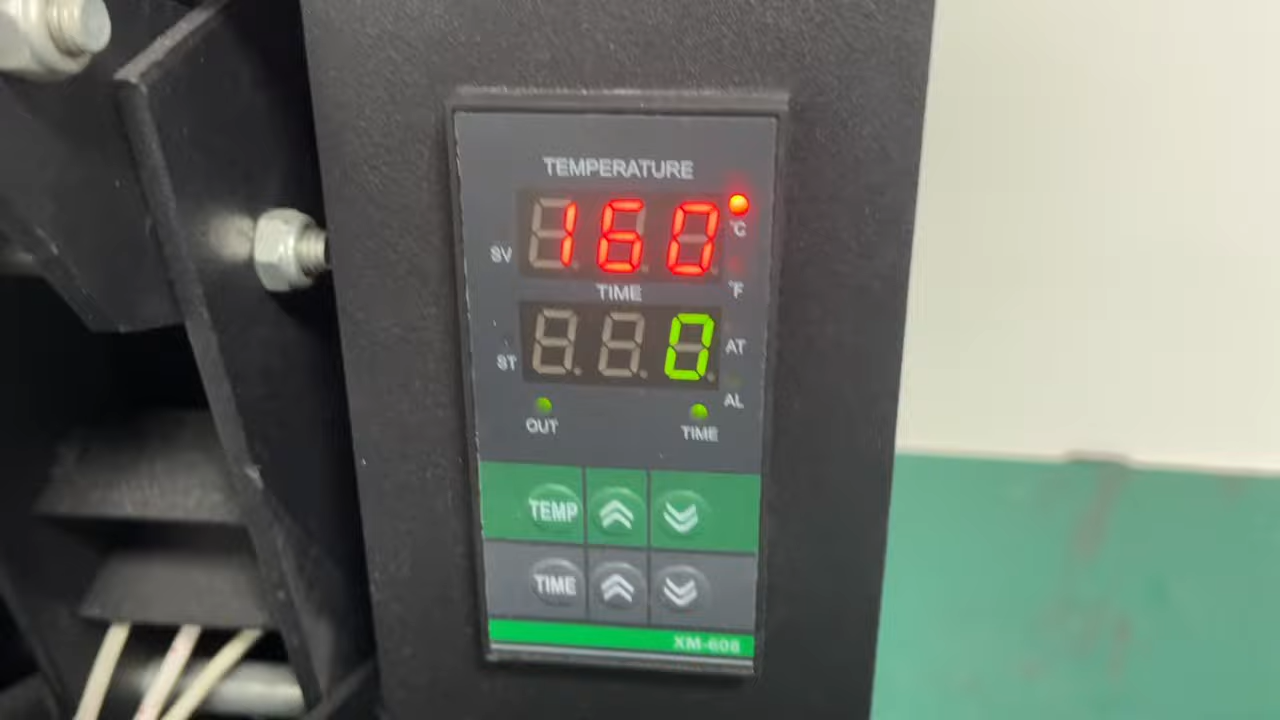 TEMPERATURE
160
°C
SV
°F
TIME
0
AT
ST
AL
OUT
TIME
TEMP
TIME
XM-608